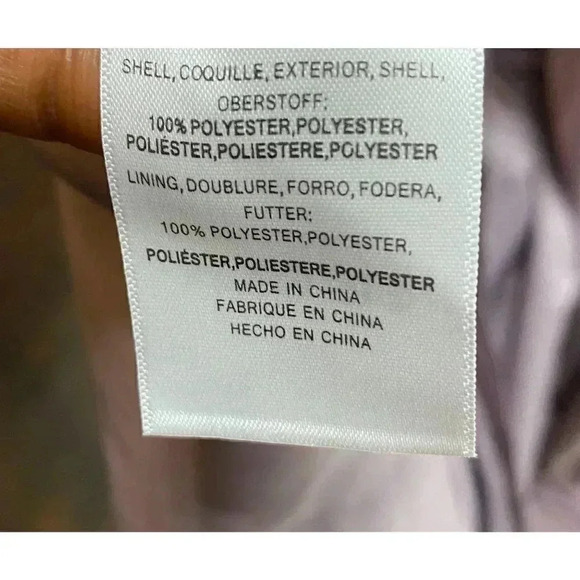 SHELL, COQUILLE, EXTERIOR, SHELL,
OBERSTOFF:
100% POLYESTER,POLYESTER,
POLIÉSTER,POLIESTERE,POLYESTER
LINING, DOUBLURE, FORRO, FODERA,
FUTTER:
100% POLYESTER,POLYESTER,
POLIÉSTER,POLIESTERE,POLYESTER
MADE IN CHINA
FABRIQUE EN CHINA
HECHO EN CHINA